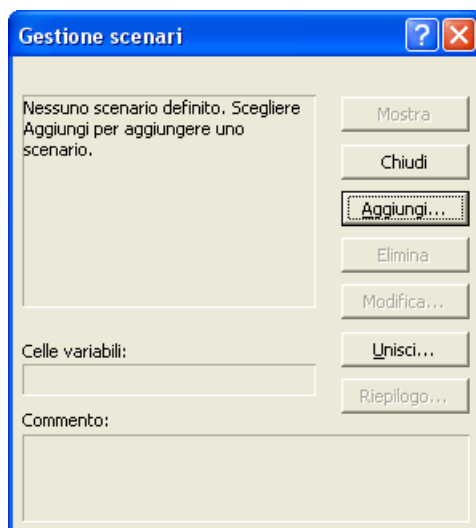 Gestione scenari
Nessuno scenario definito. Scegliere
Aggiungi per aggiungere uno
scenario.
Mostra
Chiudi
Aggiungi...
Elimina
Modifica...
Unisci...
Riepilogo...
Celle variabili:
Commento: